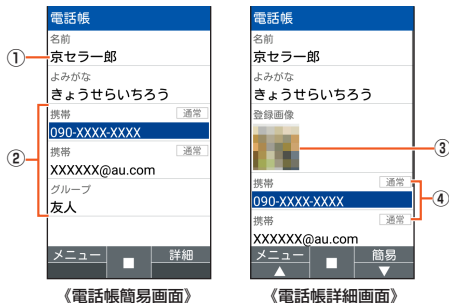 電話帳
名前
① 京セラ一郎
よみがな
きょうせらいちろう
② 携帯 通常
090-XXXX-XXXX
携帯 通常
XXXXXX@au.com
グループ
友人
メニュー ■ 詳細
《電話帳簡易画面》
電話帳
名前
京セラ一郎
よみがな
きょうせらいちろう
登録画像
③
携帯 通常
④
090-XXXX-XXXX
携帯 通常
XXXXXX@au.com
メニュー ■ 簡易
▲ ▼
《電話帳詳細画面》